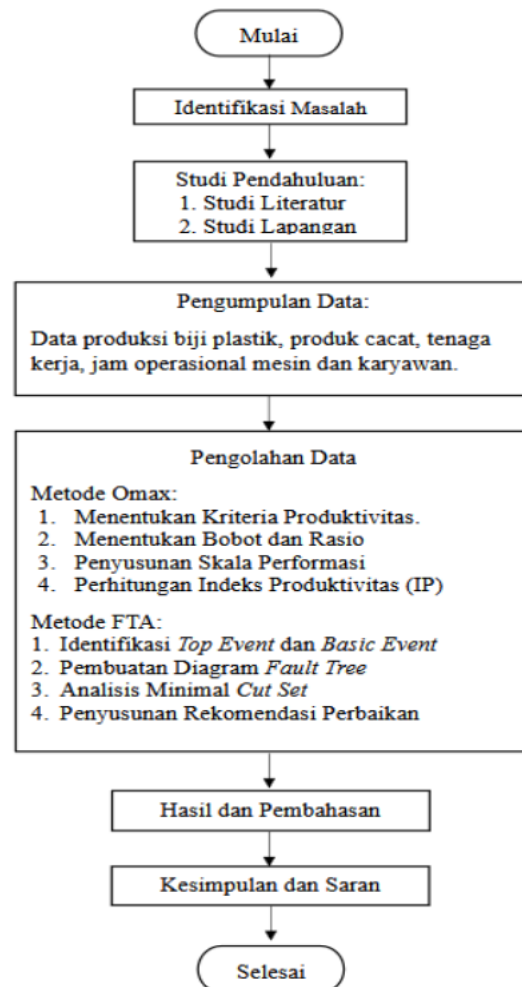 Mulai
Identifikasi Masalah
Studi Pendahuluan:
1. Studi Literatur
2. Studi Lapangan
Pengumpulan Data:
Data produksi biji plastik, produk cacat, tenaga
kerja, jam operasional mesin dan karyawan.
Pengolahan Data
Metode Omax:
1. Menentukan Kriteria Produktivitas.
2. Menentukan Bobot dan Rasio
3. Penyusunan Skala Performasi
4. Perhitungan Indeks Produktivitas (IP)
Metode FTA:
1. Identifikasi Top Event dan Basic Event
2. Pembuatan Diagram Fault Tree
3. Analisis Minimal Cut Set
4. Penyusunan Rekomendasi Perbaikan
Hasil dan Pembahasan
Kesimpulan dan Saran
Selesai